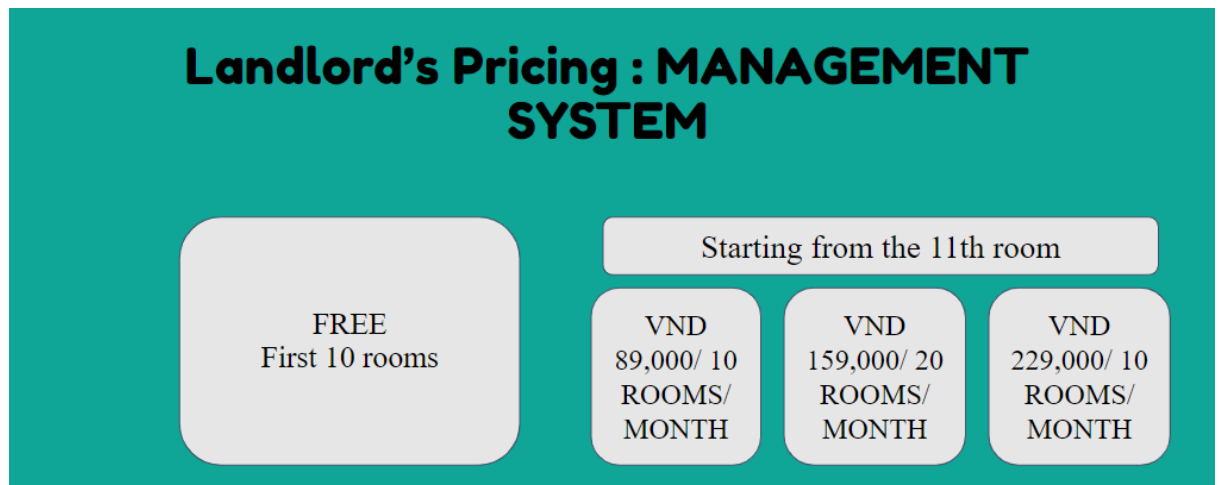 Landlord's Pricing : MANAGEMENT
SYSTEM
FREE
First 10 rooms
Starting from the 11th room
VND
89,000/ 10
ROOMS/
MONTH
VND
159,000/ 20
ROOMS/
MONTH
VND
229,000/ 10
ROOMS/
MONTH